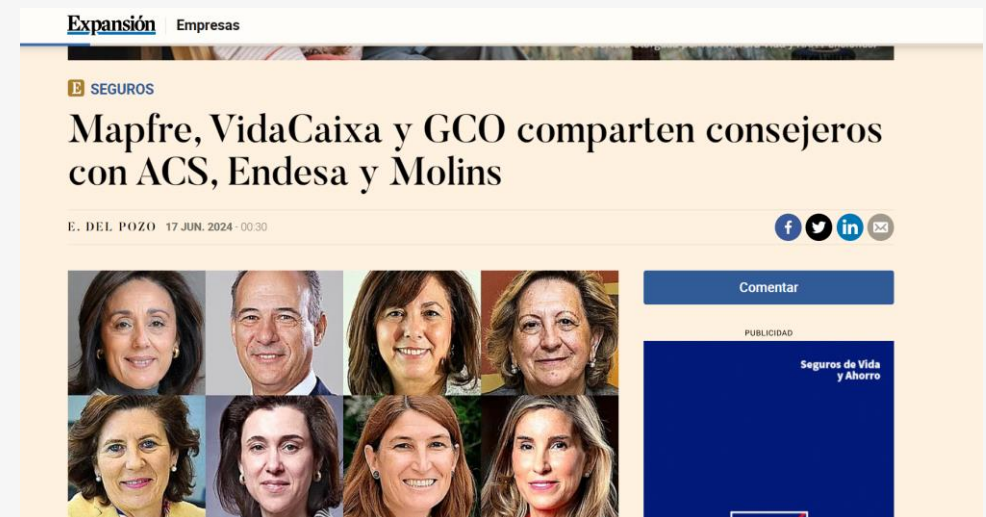 Expansión Empresas
E SEGUROS
Mapfre, VidaCaixa y GCO comparten consejeros
con ACS, Endesa y Molins
E. DEL POZO 17 JUN. 2024 - 00:30
f in
Comentar
PUBLICIDAD
Seguros de Vida
y Ahorro